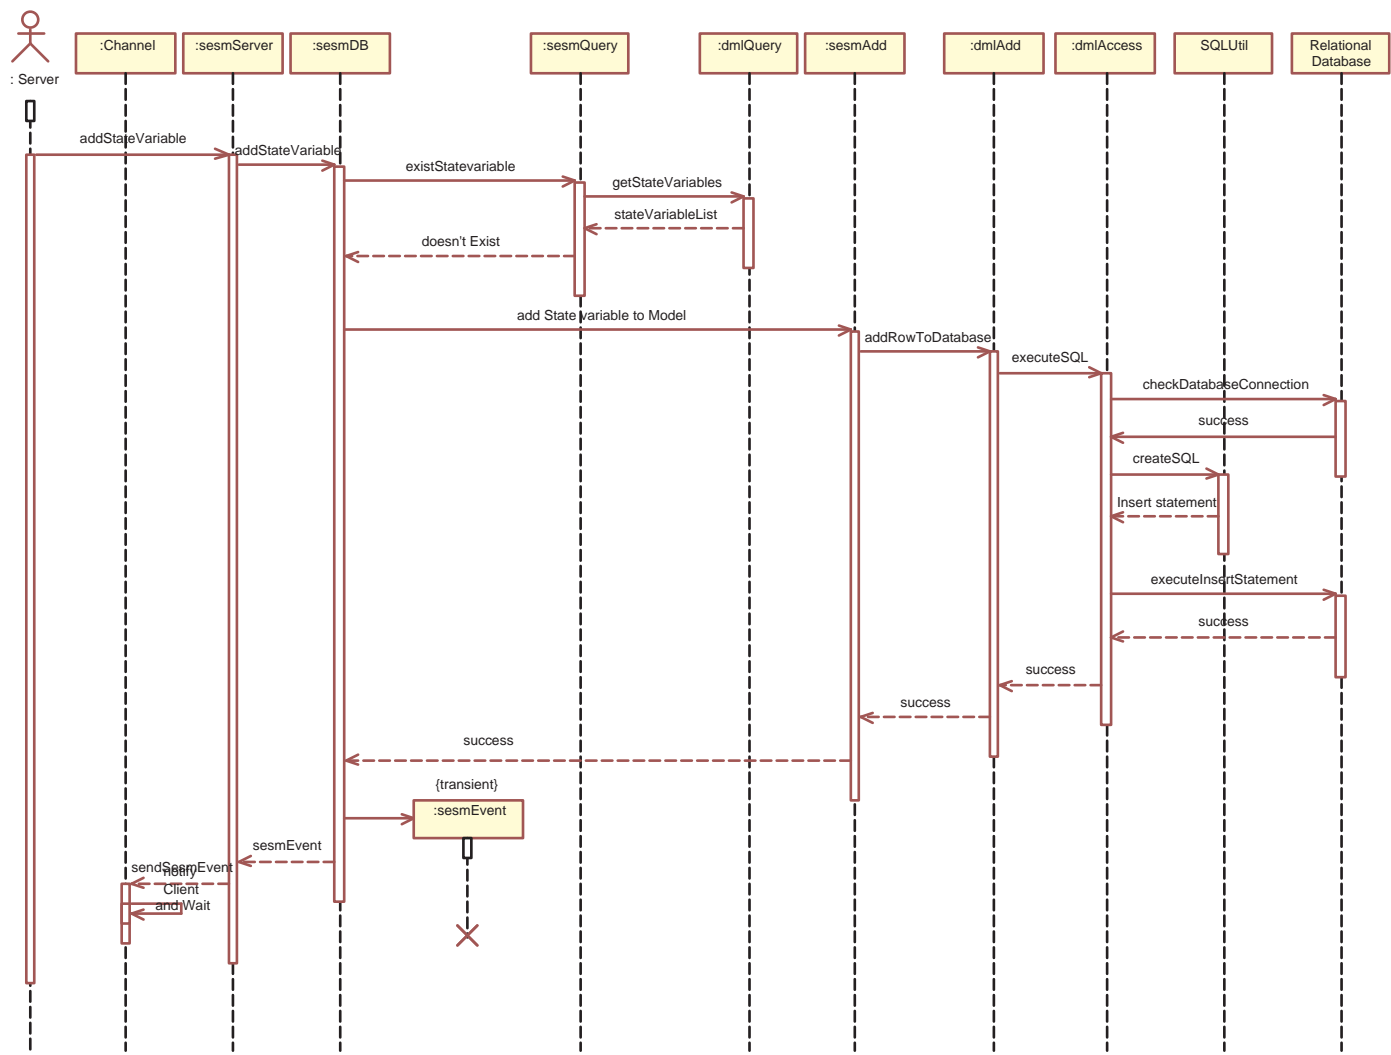 : Server
:Channel
:sesmServer
:sesmDB
:sesmQuery
:dmlQuery
:sesmAdd
:dmlAdd
:dmlAccess
SQLUtil
Relational
Database
addStateVariable
addStateVariable
existStatevariable
getStateVariables
stateVariableList
doesn't Exist
add State variable to Model
addRowToDatabase
executeSQL
checkDatabaseConnection
success
createSQL
Insert statement
executeInsertStatement
success
success
success
success
{transient}
:sesmEvent
sesmEvent
sendSesmEvent
notify
Client
and Wait